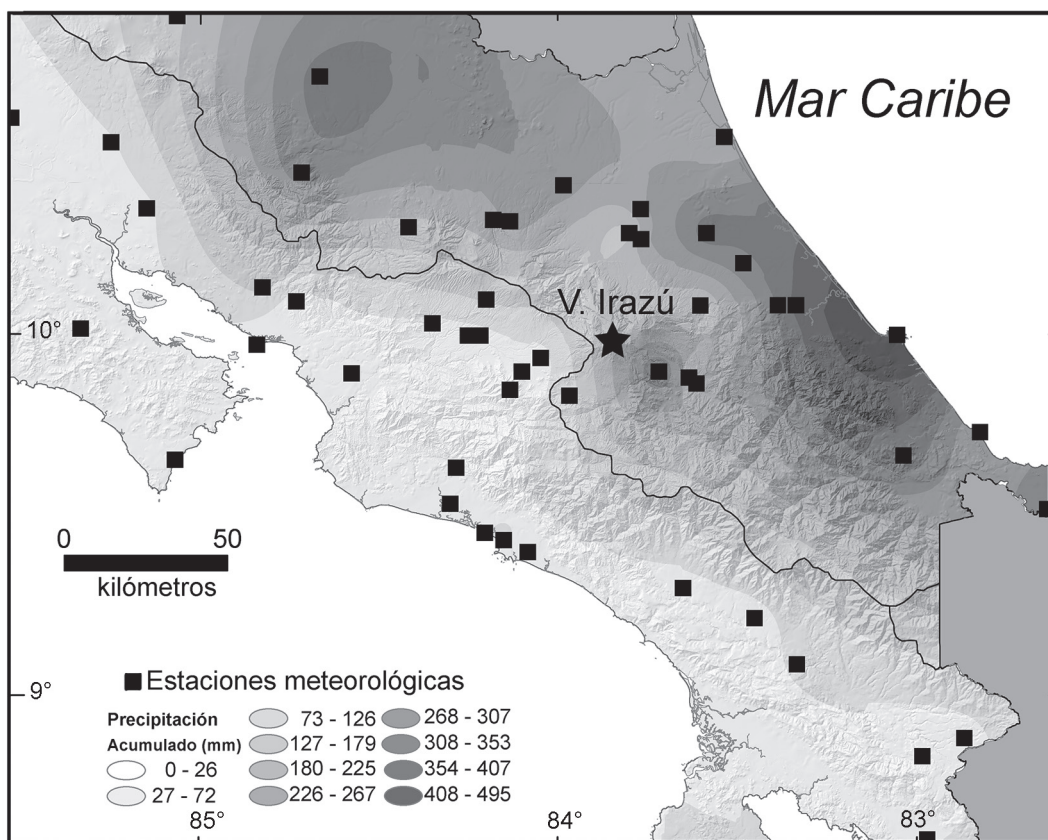 Mar Caribe
V. Irazú
10°
0 50
kilómetros
Estaciones meteorológicas
9°
Precipitación
Acumulado (mm)
0 - 26
27 - 72
73 - 126
127 - 179
180 - 225
226 - 267
268 - 307
308 - 353
354 - 407
408 - 495
85° 84° 83°